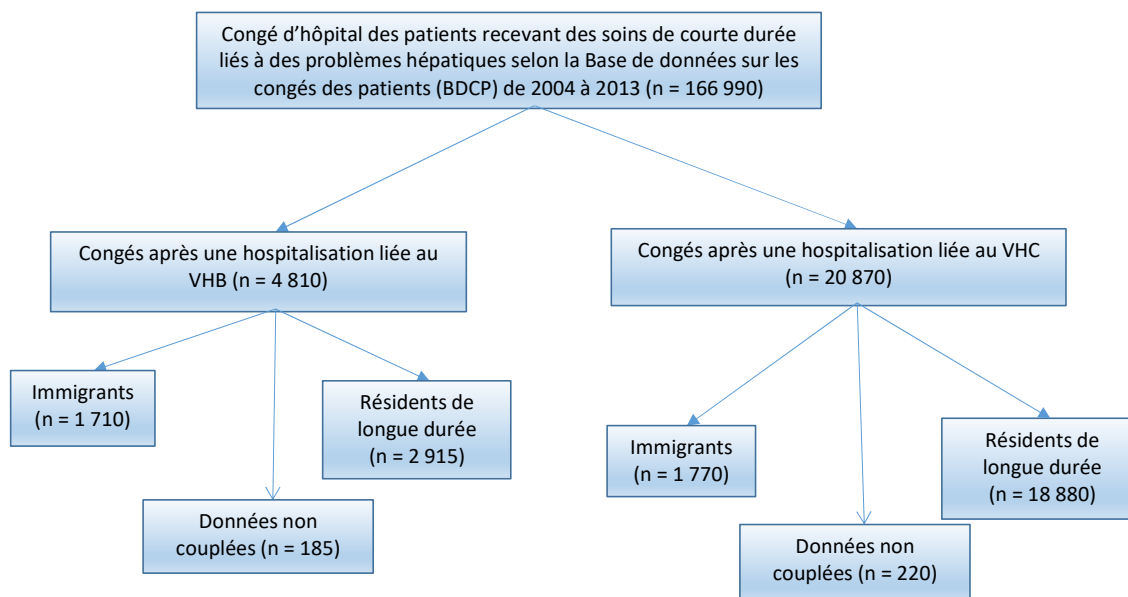 Congé d'hôpital des patients recevant des soins de courte durée
liés à des problèmes hépatiques selon la Base de données sur les
congés des patients (BDCP) de 2004 à 2013 (n = 166 990)
Congés après une hospitalisation liée au
VHB (n = 4 810)
Congés après une hospitalisation liée au VHC
(n = 20 870)
Immigrants
(n = 1 710)
Résidents de
longue durée
(n = 2 915)
Données non
couplées (n = 185)
Immigrants
(n = 1 770)
Résidents de
longue durée
(n = 18 880)
Données non
couplées (n = 220)